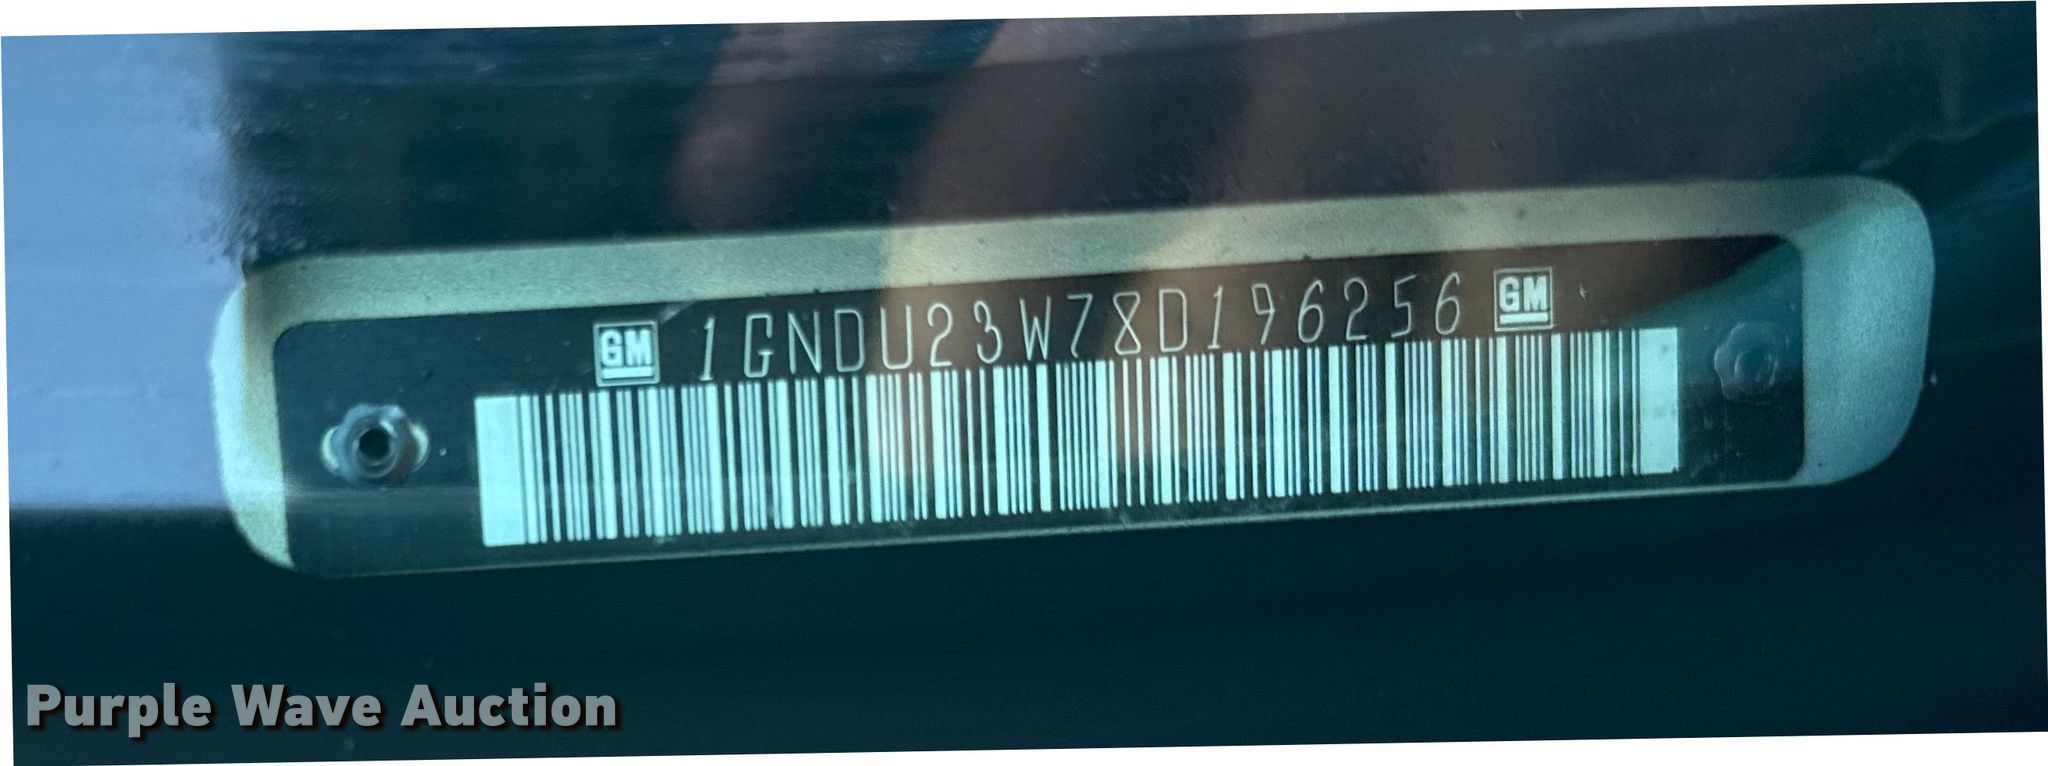 GM 1GNDU23W78D196256 GM
Purple Wave Auction